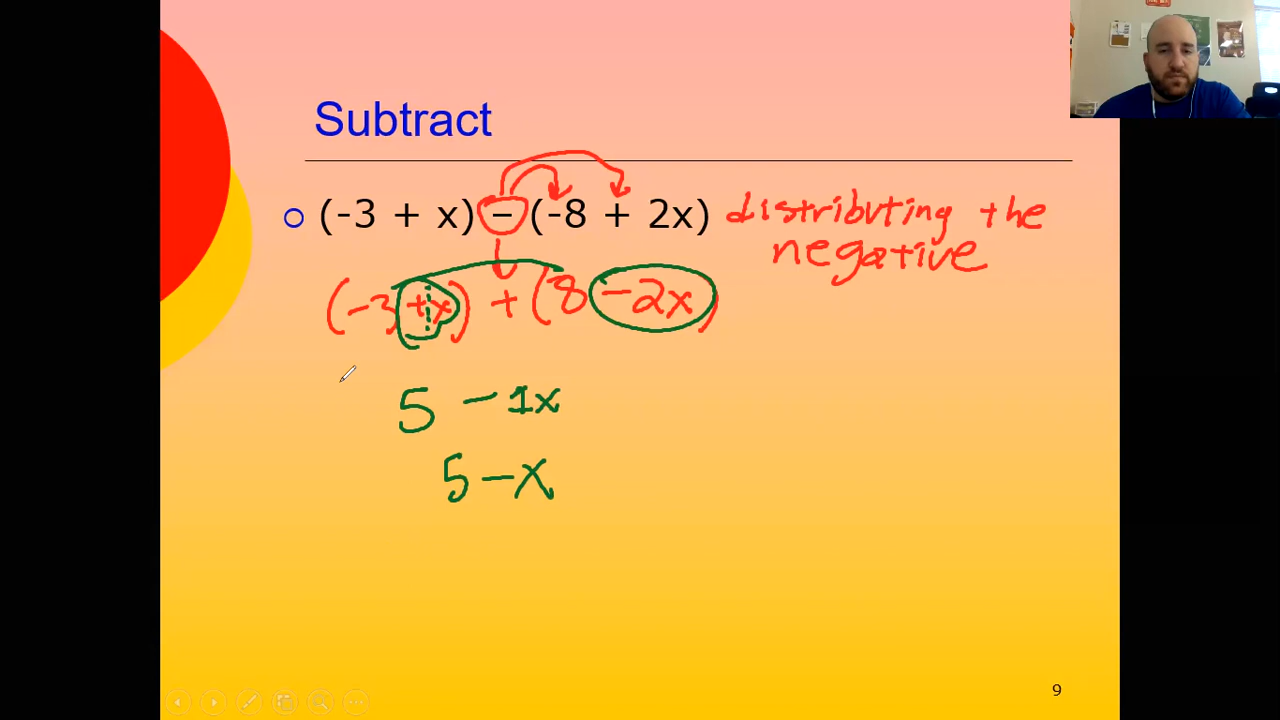 Subtract
(-3 + x) – (-8 + 2x) distributing the
negative
(-3 + x) + (8 - 2x)
5 - 1x
5 - x
9